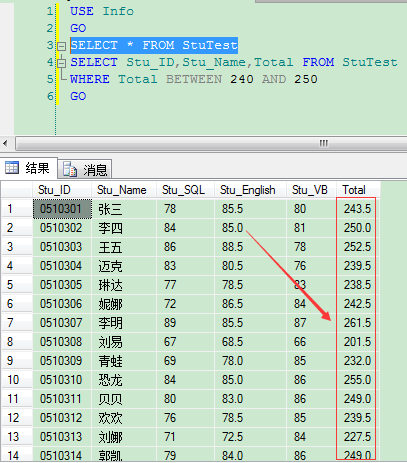 1 USE Info
2 GO
3 SELECT * FROM StuTest
4 SELECT Stu_ID,Stu_Name,Total FROM StuTest
5 WHERE Total BETWEEN 240 AND 250
6 GO
结果 消息
Stu_ID Stu_Name Stu_SQL Stu_English Stu_VB Total
1 0510301 张三 78 85.5 80 243.5
2 0510302 李四 84 85.0 81 250.0
3 0510303 王五 86 88.5 78 252.5
4 0510304 迈克 83 80.5 76 239.5
5 0510305 琳达 77 78.5 83 238.5
6 0510306 妮娜 72 86.5 84 242.5
7 0510307 李明 89 85.5 87 261.5
8 0510308 刘易 67 68.5 66 201.5
9 0510309 青蛙 69 78.0 85 232.0
10 0510310 恐龙 84 85.0 86 255.0
11 0510311 贝贝 80 83.0 86 249.0
12 0510312 欢欢 76 78.5 85 239.5
13 0510313 刘娜 71 72.5 84 227.5
14 0510314 郭凯 79 84.0 86 249.0